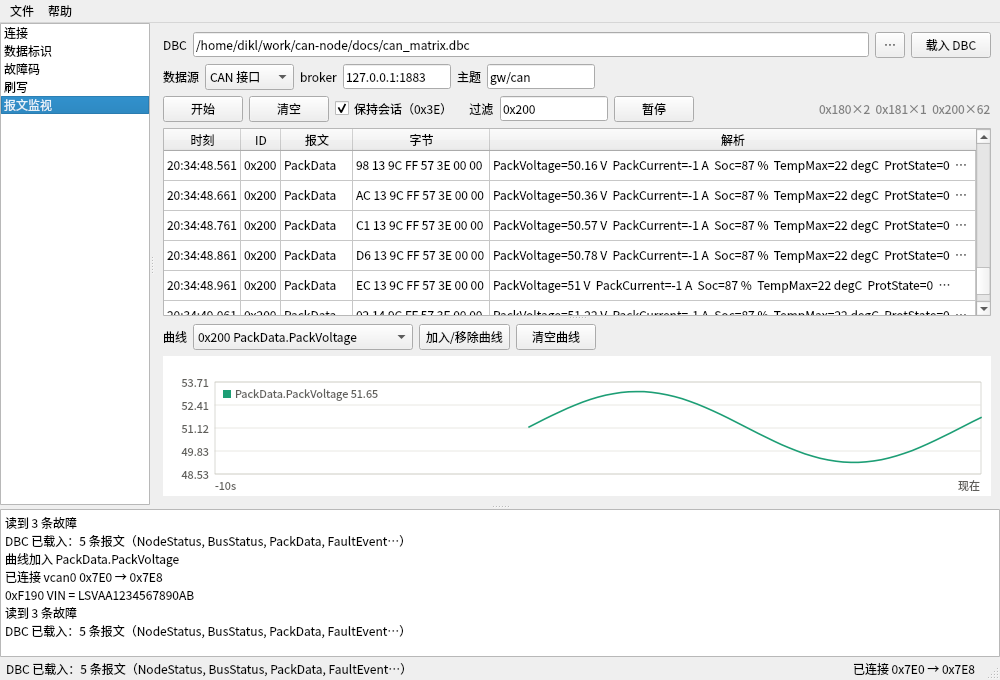 文件 帮助
连接
数据标识
故障码
刷写
报文监视
DBC /home/dikl/work/can-node/docs/can_matrix.dbc ... 载入 DBC
数据源 CAN 接口 broker 127.0.0.1:1883 主题 gw/can
开始 清空 保持会话（0x3E） 过滤 0x200 暂停 0x180×2 0x181×1 0x200×62
时刻 ID 报文 字节 解析
20:34:48.561 0x200 PackData 98 13 9C FF 57 3E 00 00 PackVoltage=50.16 V PackCurrent=-1 A Soc=87 % TempMax=22 degC ProtState=0 …
20:34:48.661 0x200 PackData AC 13 9C FF 57 3E 00 00 PackVoltage=50.36 V PackCurrent=-1 A Soc=87 % TempMax=22 degC ProtState=0 …
20:34:48.761 0x200 PackData C1 13 9C FF 57 3E 00 00 PackVoltage=50.57 V PackCurrent=-1 A Soc=87 % TempMax=22 degC ProtState=0 …
20:34:48.861 0x200 PackData D6 13 9C FF 57 3E 00 00 PackVoltage=50.78 V PackCurrent=-1 A Soc=87 % TempMax=22 degC ProtState=0 …
20:34:48.961 0x200 PackData EC 13 9C FF 57 3E 00 00 PackVoltage=51 V PackCurrent=-1 A Soc=87 % TempMax=22 degC ProtState=0 …
曲线 0x200 PackData.PackVoltage 加入/移除曲线 清空曲线
PackData.PackVoltage 51.65
53.71
52.41
51.12
49.83
48.53
-10s 现在
读到 3 条故障
DBC 已载入：5 条报文（NodeStatus, BusStatus, PackData, FaultEvent…）
曲线加入 PackData.PackVoltage
已连接 vcan0 0x7E0 → 0x7E8
0xF190 VIN = LSVAA1234567890AB
读到 3 条故障
DBC 已载入：5 条报文（NodeStatus, BusStatus, PackData, FaultEvent…）
DBC 已载入：5 条报文（NodeStatus, BusStatus, PackData, FaultEvent…） 已连接 0x7E0 → 0x7E8